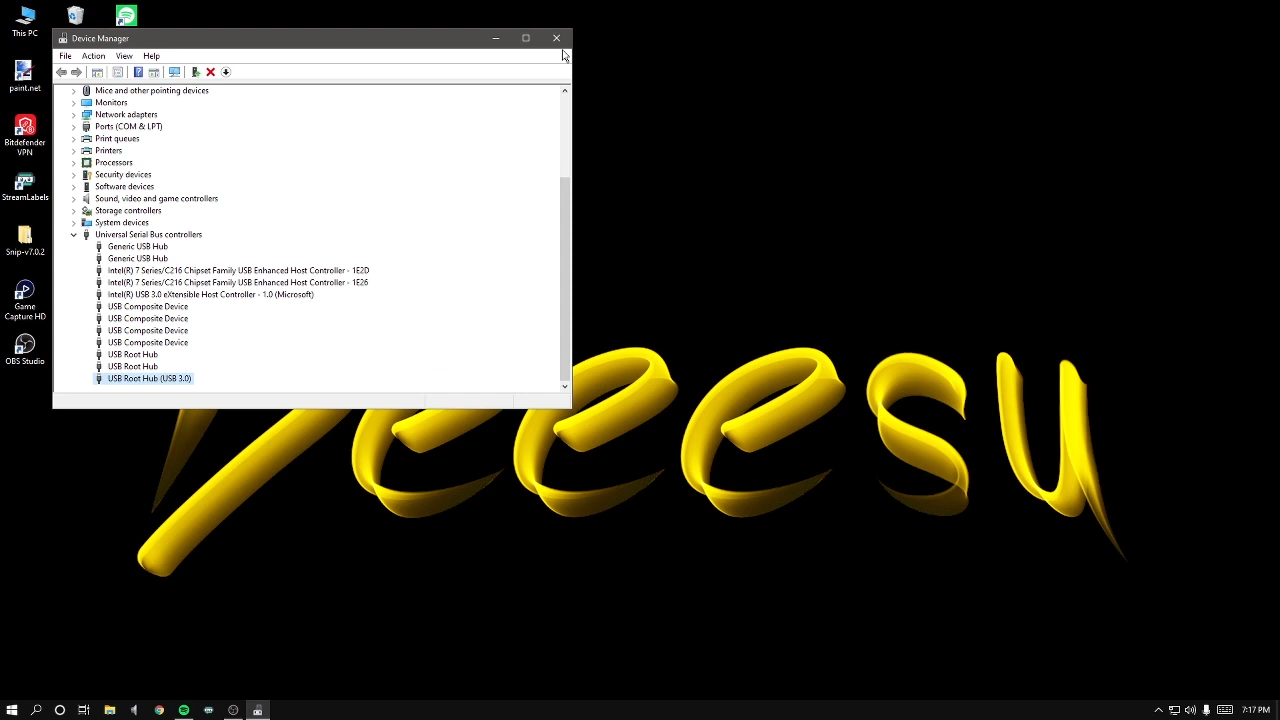 This PC
paint.net
Bitdefender
VPN
StreamLabels
Snip-v7.0.2
Game
Capture HD
OBS Studio
Device Manager
File Action View Help
Mice and other pointing devices
Monitors
Network adapters
Ports (COM & LPT)
Print queues
Printers
Processors
Security devices
Software devices
Sound, video and game controllers
Storage controllers
System devices
Universal Serial Bus controllers
Generic USB Hub
Generic USB Hub
Intel(R) 7 Series/C216 Chipset Family USB Enhanced Host Controller - 1E2D
Intel(R) 7 Series/C216 Chipset Family USB Enhanced Host Controller - 1E26
Intel(R) USB 3.0 eXtensible Host Controller - 1.0 (Microsoft)
USB Composite Device
USB Composite Device
USB Composite Device
USB Composite Device
USB Root Hub
USB Root Hub
USB Root Hub (USB 3.0)
7:17 PM